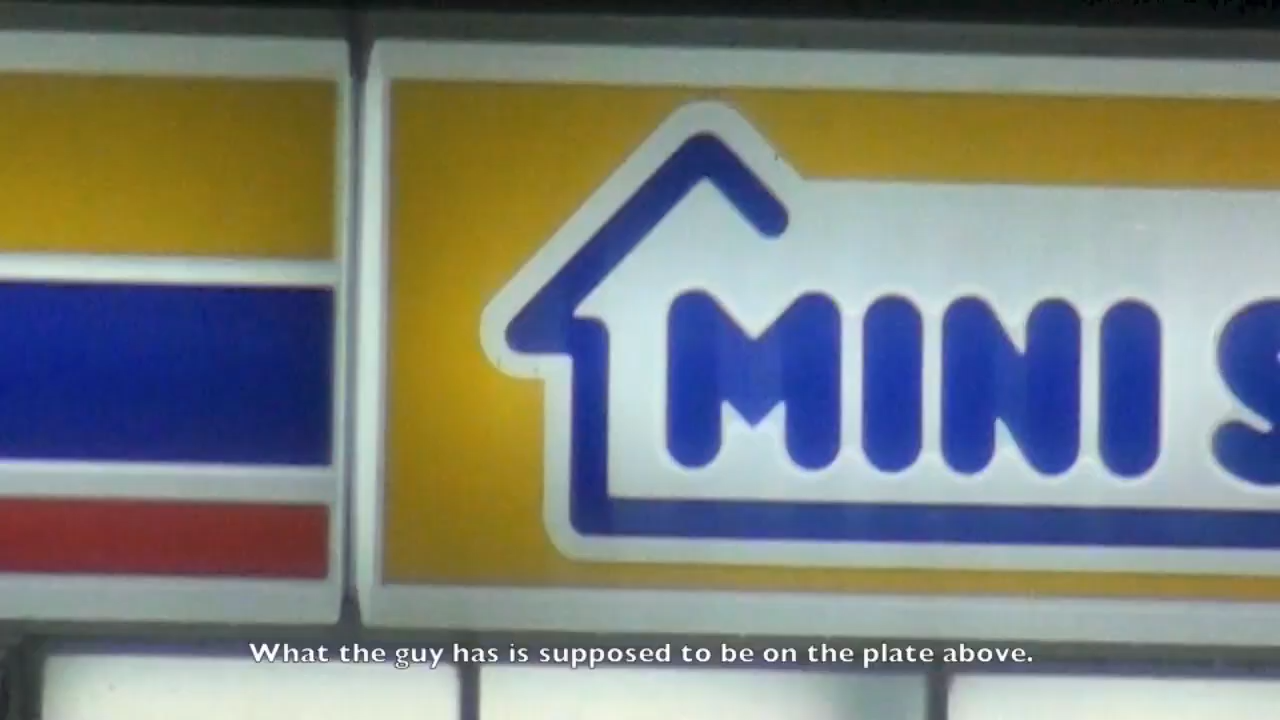 MINI S
What the guy has is supposed to be on the plate above.